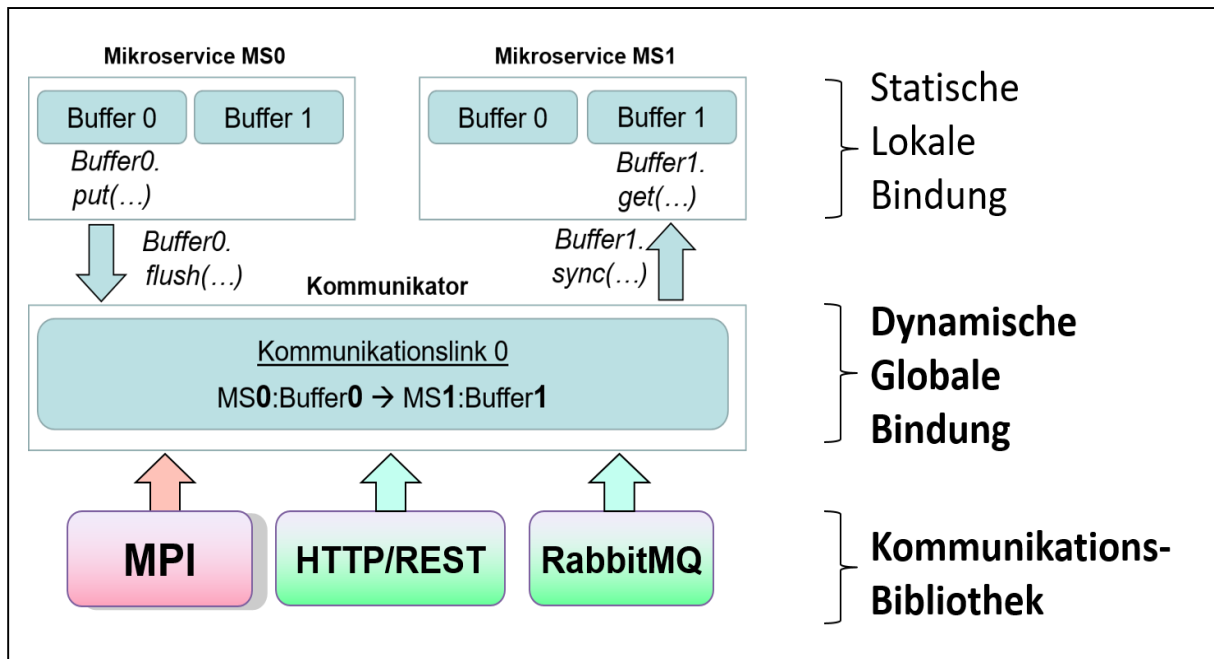 Mikroservice MS0
Buffer 0
Buffer 1
Buffer0.
put(…)
Mikroservice MS1
Buffer 0
Buffer 1
Buffer1.
get(…)
Statische
Lokale
Bindung
Buffer0.
flush(…)
Buffer1.
sync(…)
Kommunikator
Kommunikationslink 0
MS0:Buffer0 → MS1:Buffer1
Dynamische
Globale
Bindung
MPI
HTTP/REST
RabbitMQ
Kommunikations-
Bibliothek